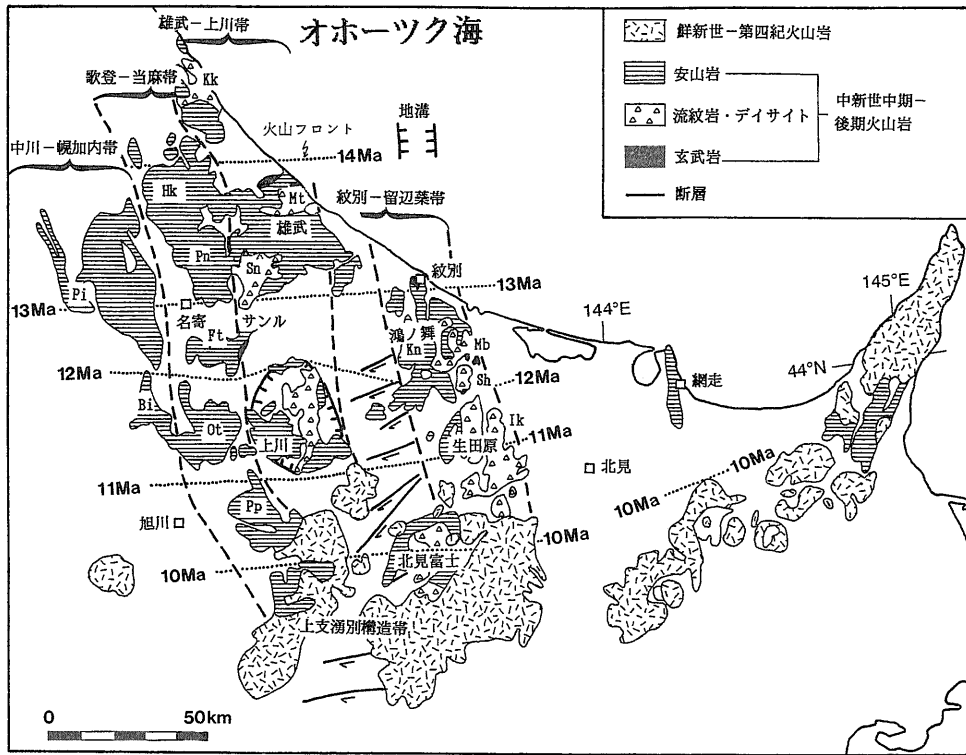 雄武－上川帯
オホーツク海
歌登－当麻帯
Kk
中川－幌加内帯
火山フロント
地溝
14Ma
Hk
Mt
雄武
紋別－留辺蘂帯
Pn
Sn
紋別
Pi
13Ma
13Ma
名寄
サンル
Ft
鴻ノ舞
Kn
Mb
144°E
145°E
44°N
12Ma
Sh
12Ma
網走
Bi
Ot
上川
Ik
生田原
11Ma
11Ma
北見
10Ma
10Ma
旭川
Pp
10Ma
10Ma
北見富士
上支湧別構造帯
0
50km
鮮新世－第四紀火山岩
安山岩
流紋岩・デイサイト
玄武岩
中新世中期－
後期火山岩
断層